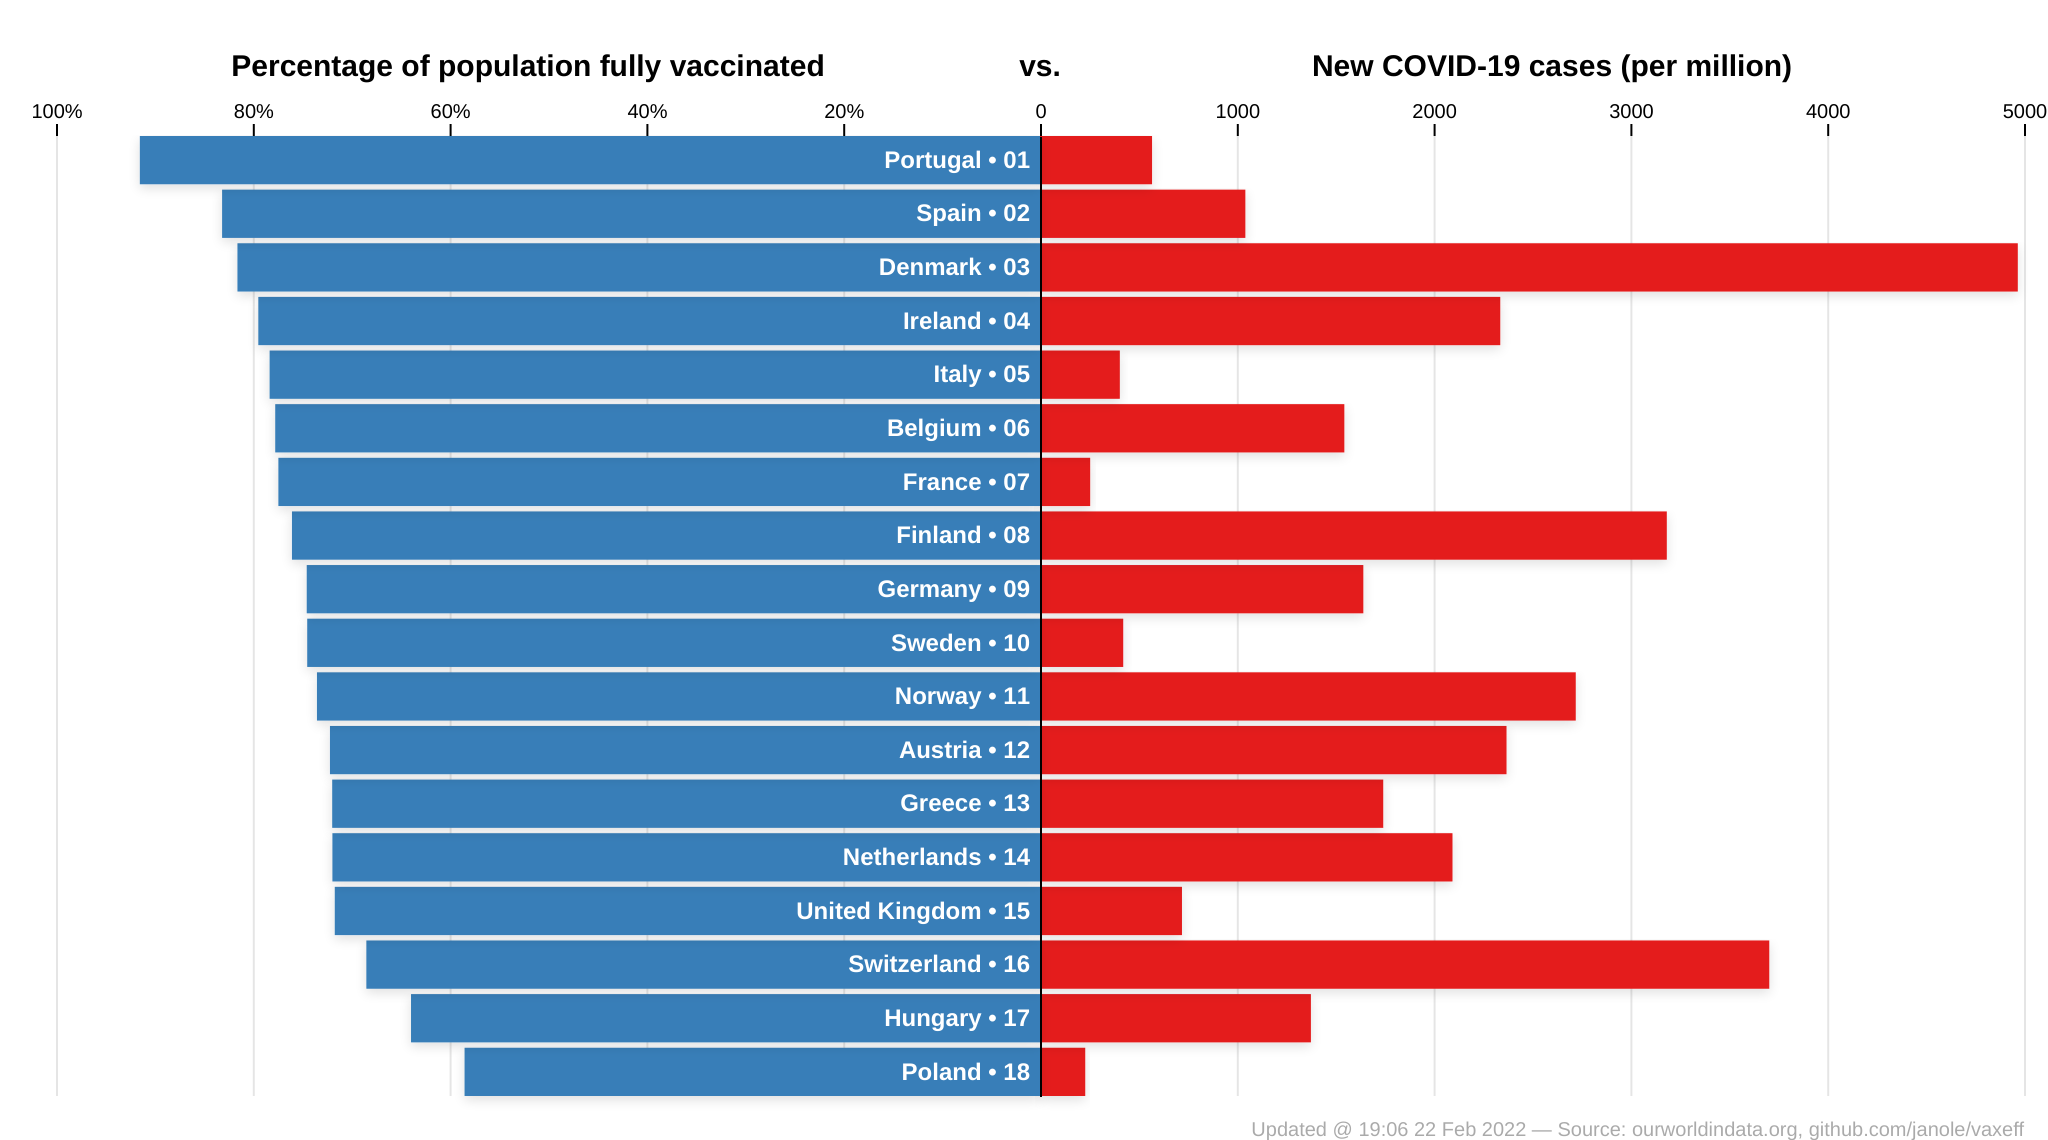 Percentage of population fully vaccinated vs. New COVID-19 cases (per million)
100% 80% 60% 40% 20% 0 1000 2000 3000 4000 5000
Portugal • 01
Spain • 02
Denmark • 03
Ireland • 04
Italy • 05
Belgium • 06
France • 07
Finland • 08
Germany • 09
Sweden • 10
Norway • 11
Austria • 12
Greece • 13
Netherlands • 14
United Kingdom • 15
Switzerland • 16
Hungary • 17
Poland • 18
Updated @ 19:06 22 Feb 2022 — Source: ourworldindata.org, github.com/janole/vaxeff